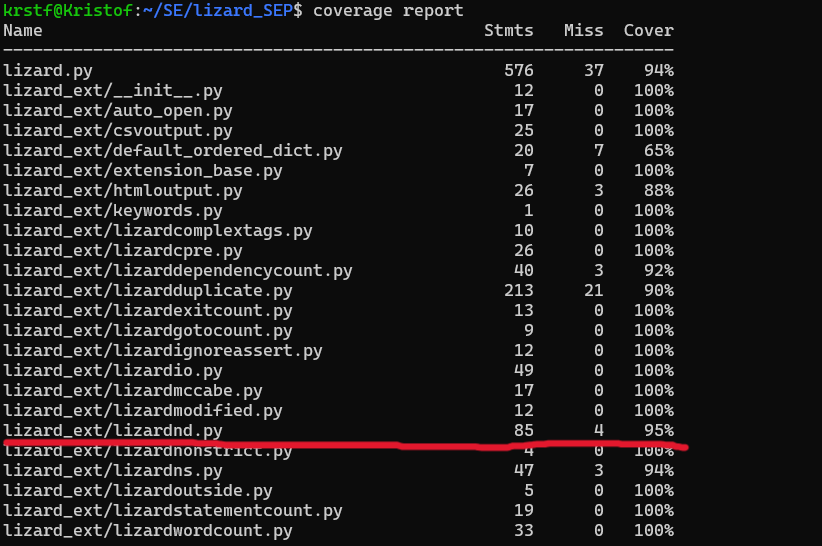 krstf@Kristof:~/SE/lizard_SEP$ coverage report
Name Stmts Miss Cover
-------------------------------------------------------------------
lizard.py 576 37 94%
lizard_ext/__init__.py 12 0 100%
lizard_ext/auto_open.py 17 0 100%
lizard_ext/csvoutput.py 25 0 100%
lizard_ext/default_ordered_dict.py 20 7 65%
lizard_ext/extension_base.py 7 0 100%
lizard_ext/htmloutput.py 26 3 88%
lizard_ext/keywords.py 1 0 100%
lizard_ext/lizardcomplextags.py 10 0 100%
lizard_ext/lizardcpre.py 26 0 100%
lizard_ext/lizarddependencycount.py 40 3 92%
lizard_ext/lizardduplicate.py 213 21 90%
lizard_ext/lizardexitcount.py 13 0 100%
lizard_ext/lizardgotocount.py 9 0 100%
lizard_ext/lizardignoreassert.py 12 0 100%
lizard_ext/lizardio.py 49 0 100%
lizard_ext/lizardmccabe.py 17 0 100%
lizard_ext/lizardmodified.py 12 0 100%
lizard_ext/lizardnd.py 85 4 95%
lizard_ext/lizardnonstrict.py 4 0 100%
lizard_ext/lizardns.py 47 3 94%
lizard_ext/lizardoutside.py 5 0 100%
lizard_ext/lizardstatementcount.py 19 0 100%
lizard_ext/lizardwordcount.py 33 0 100%